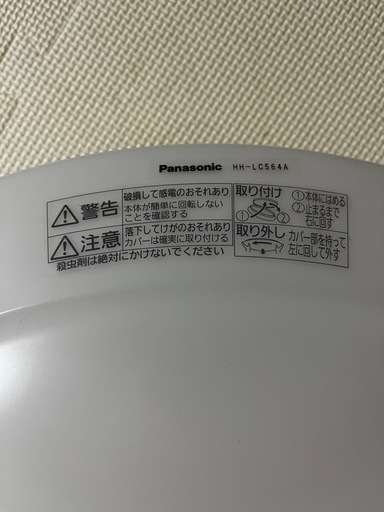 Panasonic HH-LC564A
警告
破損して感電のおそれあり
本体が簡単に回転しない
ことを確認する
注意
落下してけがのおそれあり
カバーは確実に取り付ける
殺虫剤は絶対にかけないでください
取り付け
① ②
①本体にはめる
②止まるまで
右に回す
取り外し
カバー部を持って
左に回して外す